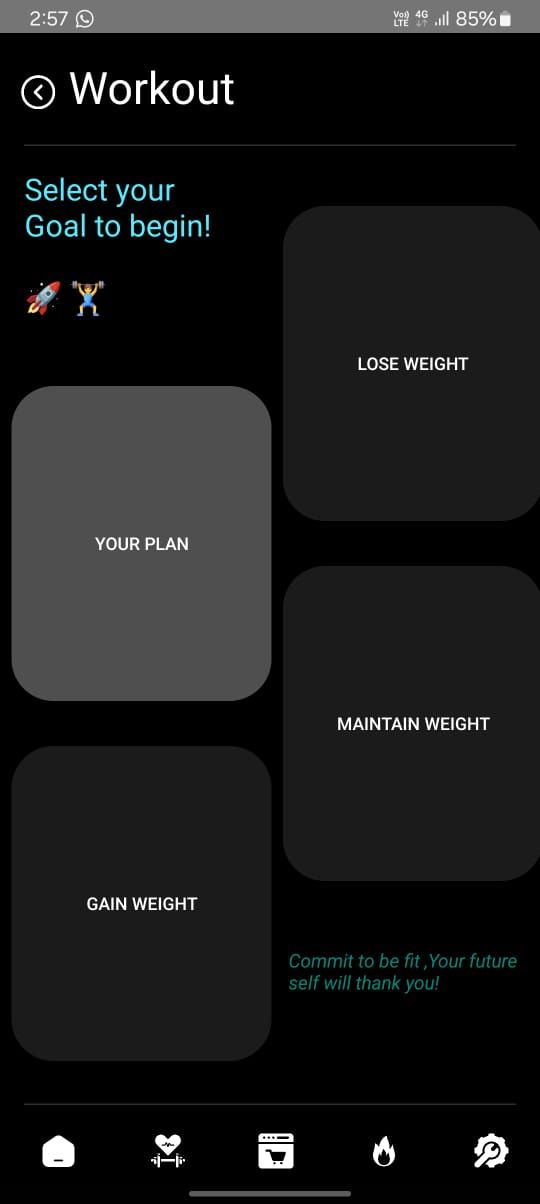 2:57
Vo))
LTE
4G
85%
Workout
Select your
Goal to begin!
LOSE WEIGHT
YOUR PLAN
MAINTAIN WEIGHT
GAIN WEIGHT
Commit to be fit ,Your future
self will thank you!